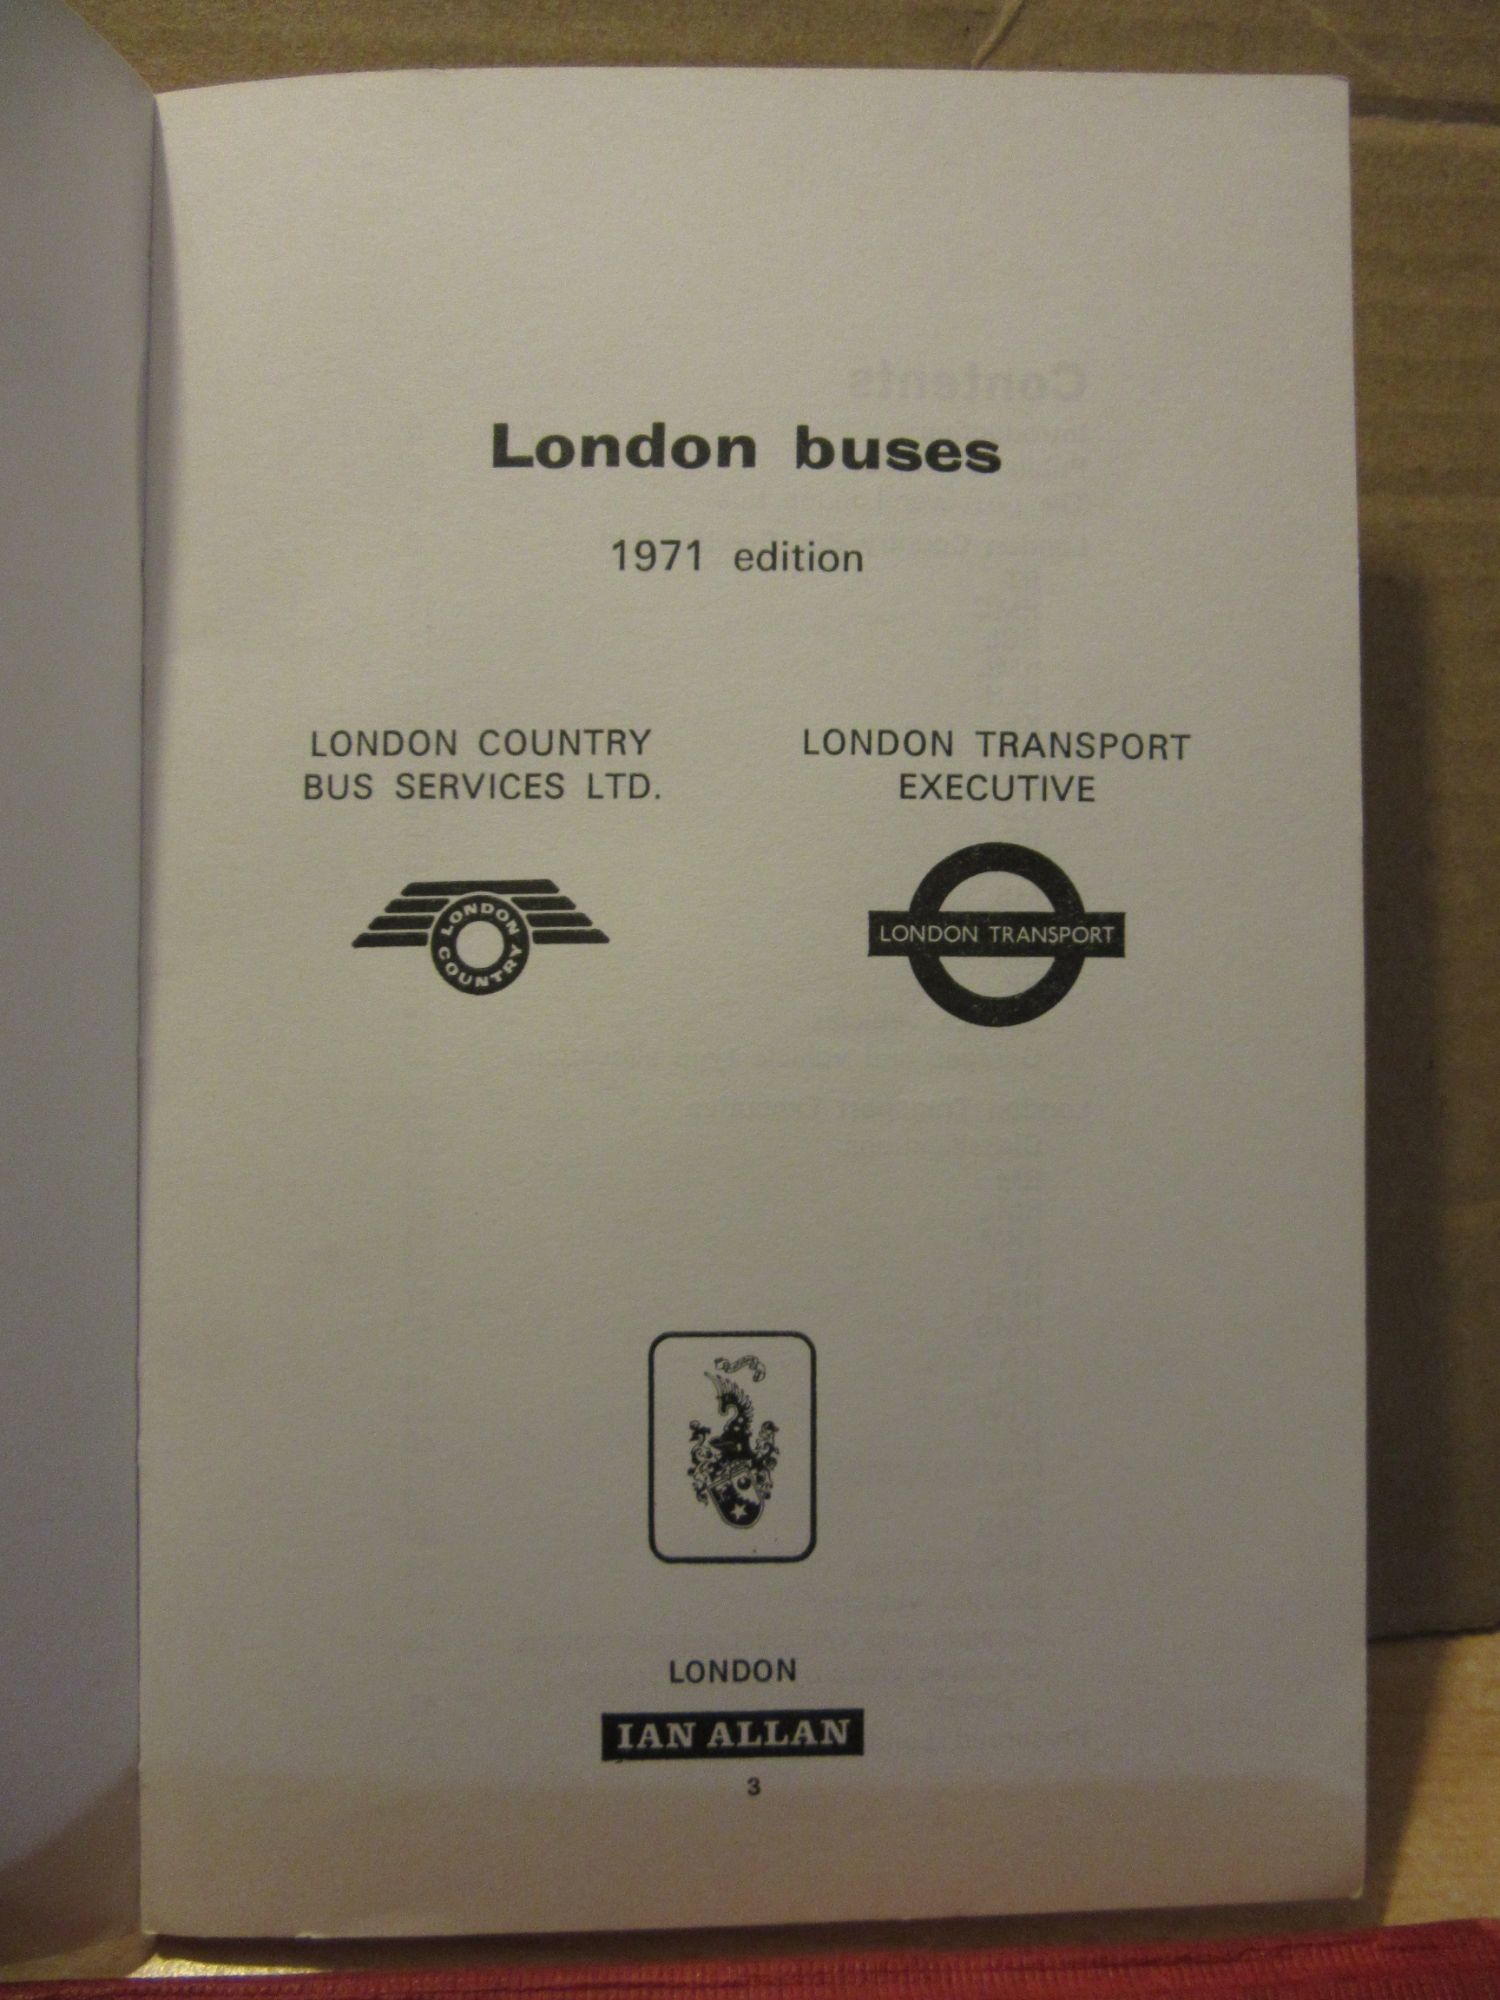 London buses
1971 edition
LONDON COUNTRY
BUS SERVICES LTD.
LONDON COUNTRY
LONDON TRANSPORT
EXECUTIVE
LONDON TRANSPORT
LONDON
IAN ALLAN
3